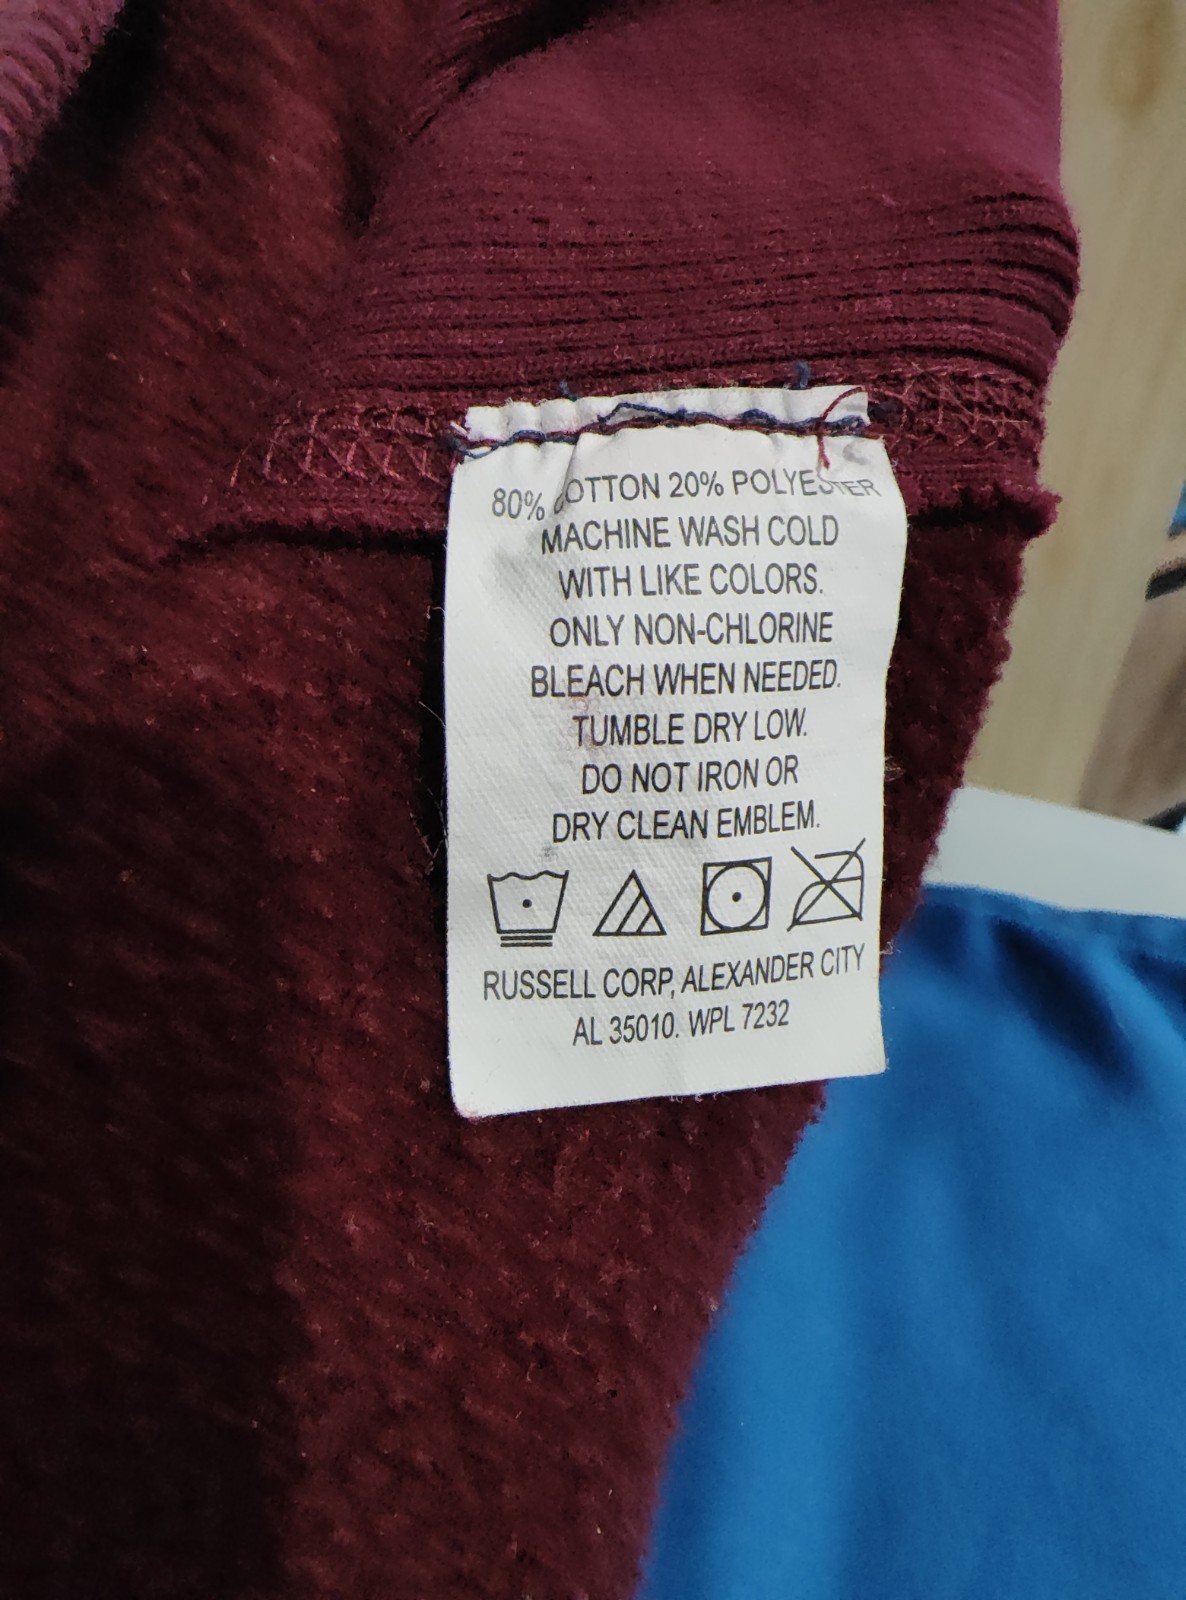 80% COTTON 20% POLYESTER
MACHINE WASH COLD
WITH LIKE COLORS.
ONLY NON-CHLORINE
BLEACH WHEN NEEDED.
TUMBLE DRY LOW.
DO NOT IRON OR
DRY CLEAN EMBLEM.
RUSSELL CORP, ALEXANDER CITY
AL 35010. WPL 7232